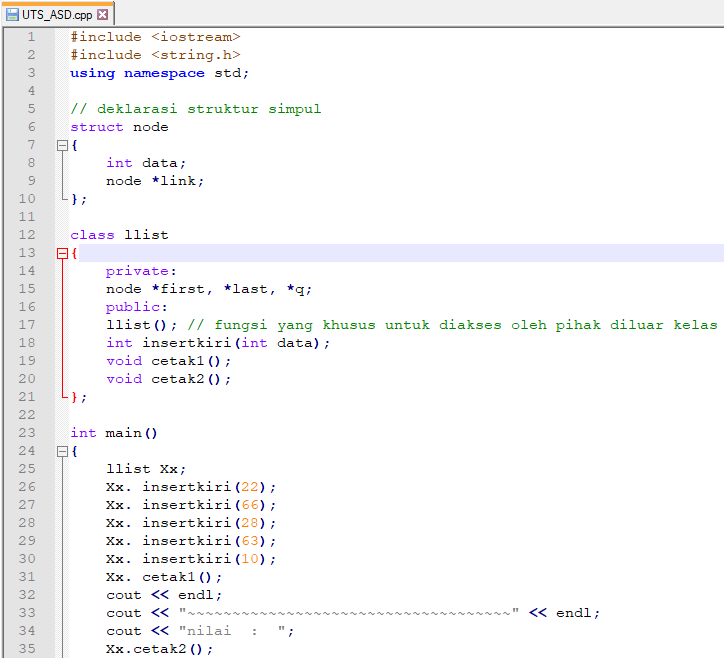 UTS_ASD.cpp
1 #include <iostream>
2 #include <string.h>
3 using namespace std;
4
5 // deklarasi struktur simpul
6 struct node
7 {
8 int data;
9 node *link;
10 };
11
12 class llist
13 {
14 private:
15 node *first, *last, *q;
16 public:
17 llist(); // fungsi yang khusus untuk diakses oleh pihak diluar kelas
18 int insertkiri(int data);
19 void cetak1();
20 void cetak2();
21 };
22
23 int main()
24 {
25 llist Xx;
26 Xx. insertkiri(22);
27 Xx. insertkiri(66);
28 Xx. insertkiri(28);
29 Xx. insertkiri(63);
30 Xx. insertkiri(10);
31 Xx. cetak1();
32 cout << endl;
33 cout << "~~~~~~~~~~~~~~~~~~~~~~~~~~~~~~~~~~~~" << endl;
34 cout << "nilai  :  ";
35 Xx.cetak2();